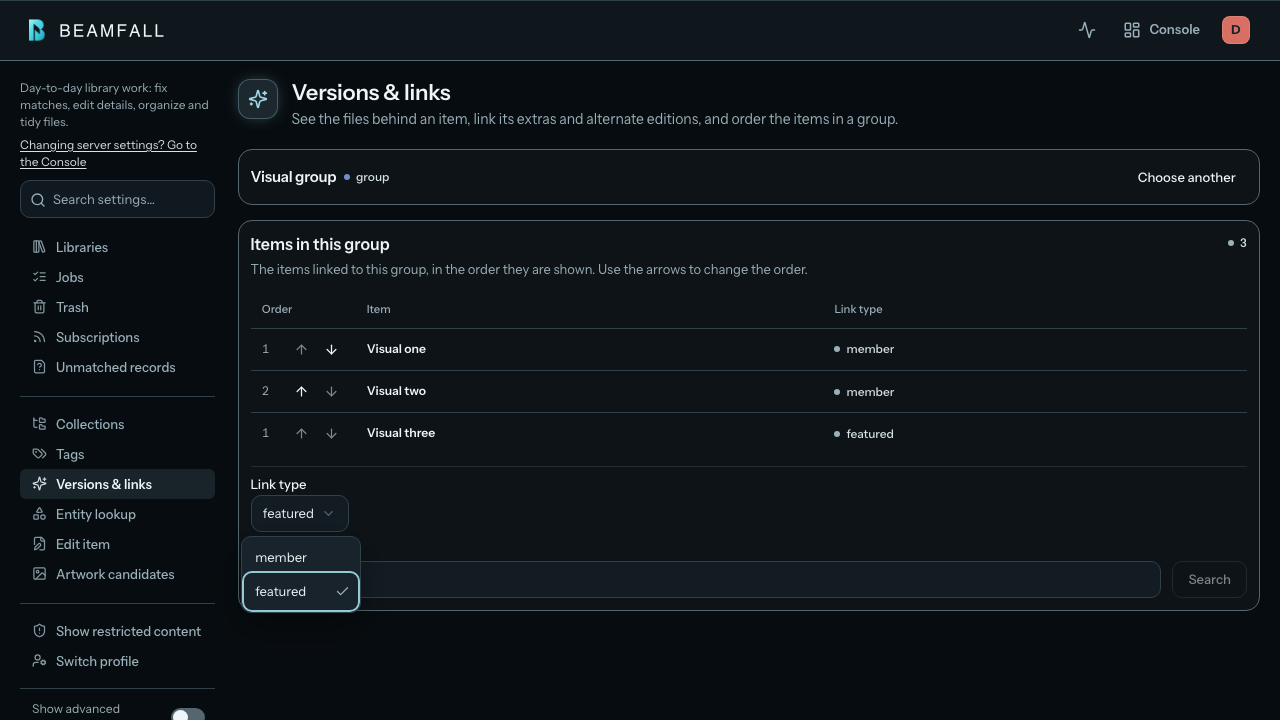 BEAMFALL
Console
D
Day-to-day library work: fix
matches, edit details, organize and
tidy files.
Changing server settings? Go to
the Console
Search settings...
Libraries
Jobs
Trash
Subscriptions
Unmatched records
Collections
Tags
Versions & links
Entity lookup
Edit item
Artwork candidates
Show restricted content
Switch profile
Show advanced
Versions & links
See the files behind an item, link its extras and alternate editions, and order the items in a group.
Visual group group
Choose another
Items in this group
3
The items linked to this group, in the order they are shown. Use the arrows to change the order.
Order Item Link type
1 Visual one member
2 Visual two member
1 Visual three featured
Link type
featured
member
featured
Search